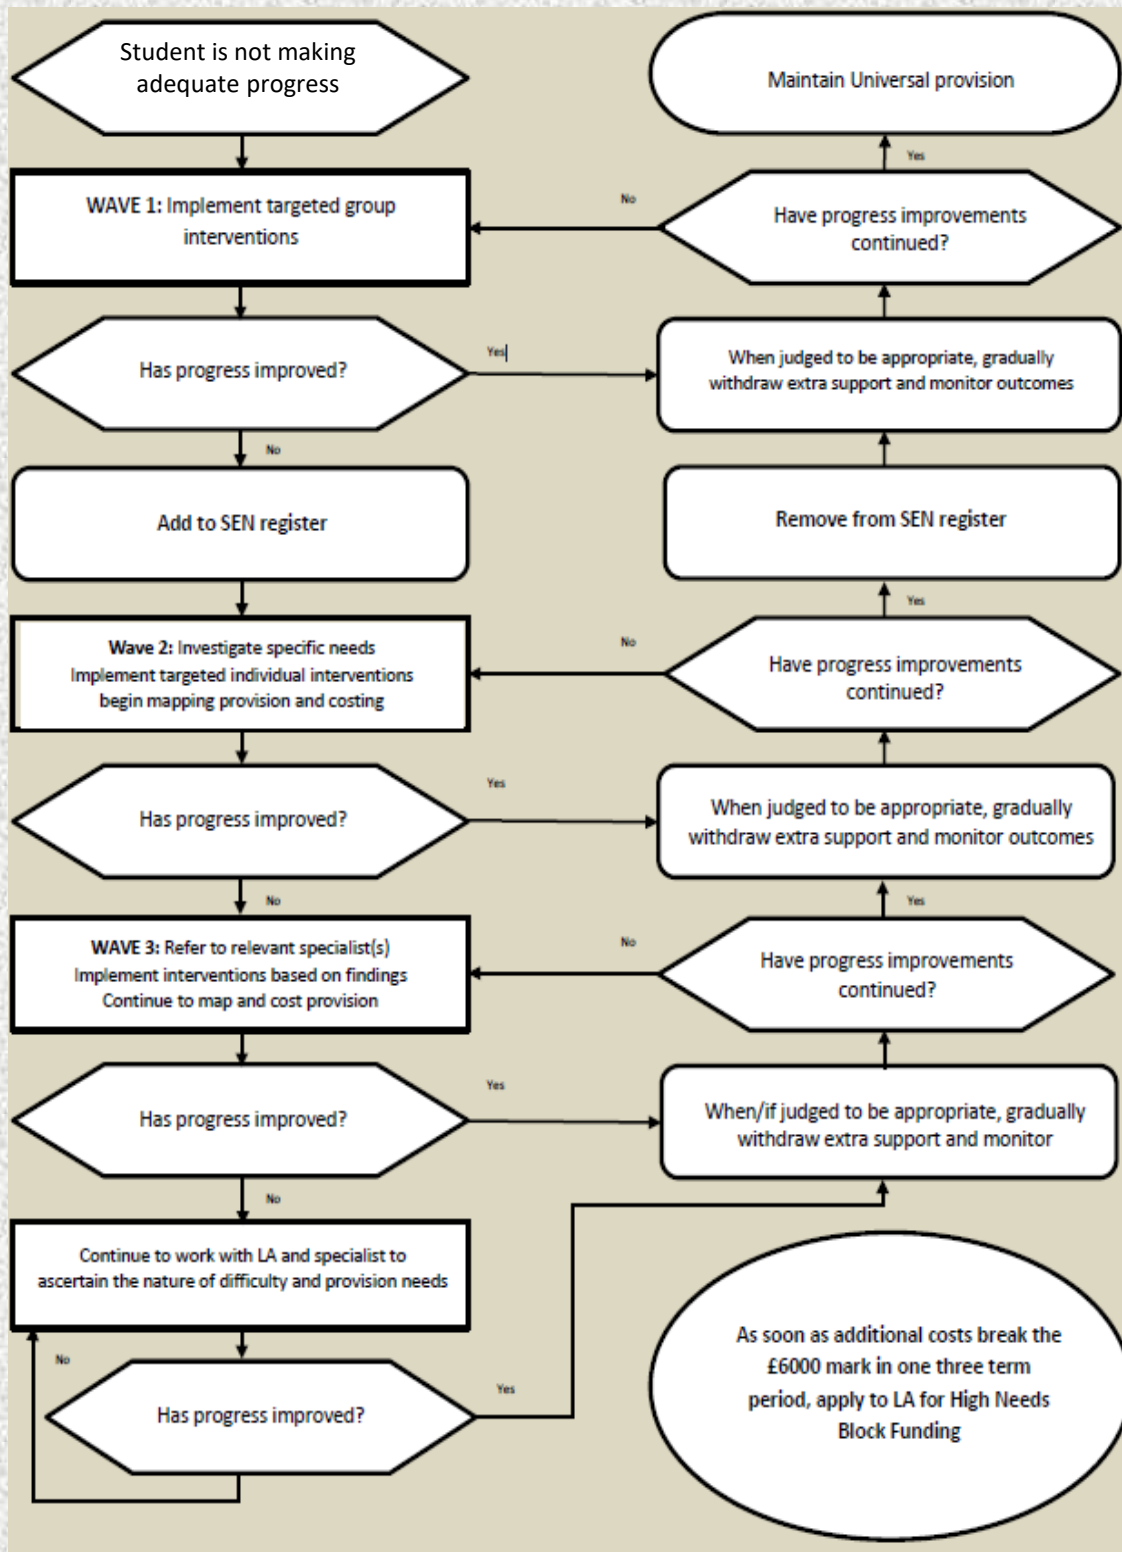 Student is not making
adequate progress
Maintain Universal provision
Yes
WAVE 1: Implement targeted group
interventions
No
Have progress improvements
continued?
Has progress improved?
Yes
When judged to be appropriate, gradually
withdraw extra support and monitor outcomes
No
Add to SEN register
Remove from SEN register
Yes
Wave 2: Investigate specific needs
Implement targeted individual interventions
begin mapping provision and costing
No
Have progress improvements
continued?
Has progress improved?
Yes
When judged to be appropriate, gradually
withdraw extra support and monitor outcomes
No
Yes
WAVE 3: Refer to relevant specialist(s)
Implement interventions based on findings
Continue to map and cost provision
No
Have progress improvements
continued?
Has progress improved?
Yes
When/if judged to be appropriate, gradually
withdraw extra support and monitor
No
Continue to work with LA and specialist to
ascertain the nature of difficulty and provision needs
No
Has progress improved?
Yes
As soon as additional costs break the
£6000 mark in one three term
period, apply to LA for High Needs
Block Funding